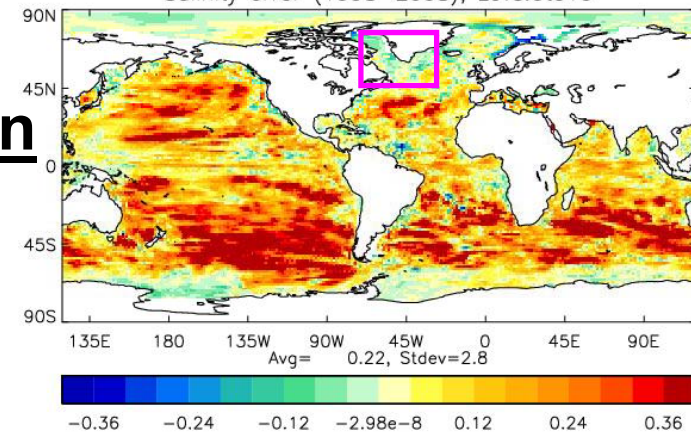 90N
45N
n
0
45S
90S
135E 180 135W 90W 45W 0 45E 90E
Avg= 0.22, Stdev=2.8
-0.36 -0.24 -0.12 -2.98e-8 0.12 0.24 0.36